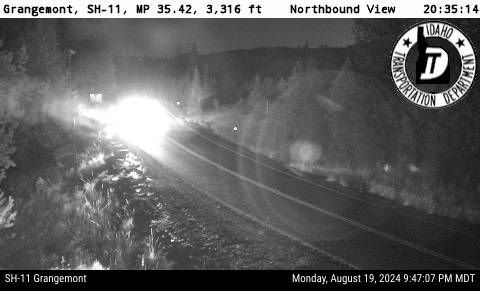 Grangemont, SH-11, MP 35.42, 3,316 ft Northbound View 20:35:14
IDAHO
TRANSPORTATION DEPARTMENT
SH-11 Grangemont Monday, August 19, 2024 9:47:07 PM MDT